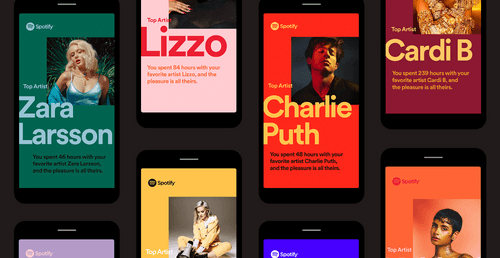 Spotify
Top Artist
Zara
Larsson
You spent 46 hours with your
favorite artist Zara Larsson,
and the pleasure is all theirs.
Top Artist
Lizzo
You spent 84 hours with your
favorite artist Lizzo, and the
pleasure is all theirs.
Spotify
Top Artist
Charlie
Puth
You spent 48 hours with your
favorite artist Charlie Puth,
and the pleasure is all theirs.
Top Artist
Cardi B
You spent 239 hours with your
favorite artist Cardi B, and
the pleasure is all theirs.
Spotify
Spotify
Top Artist
Spotify
Spotify
Top Artist